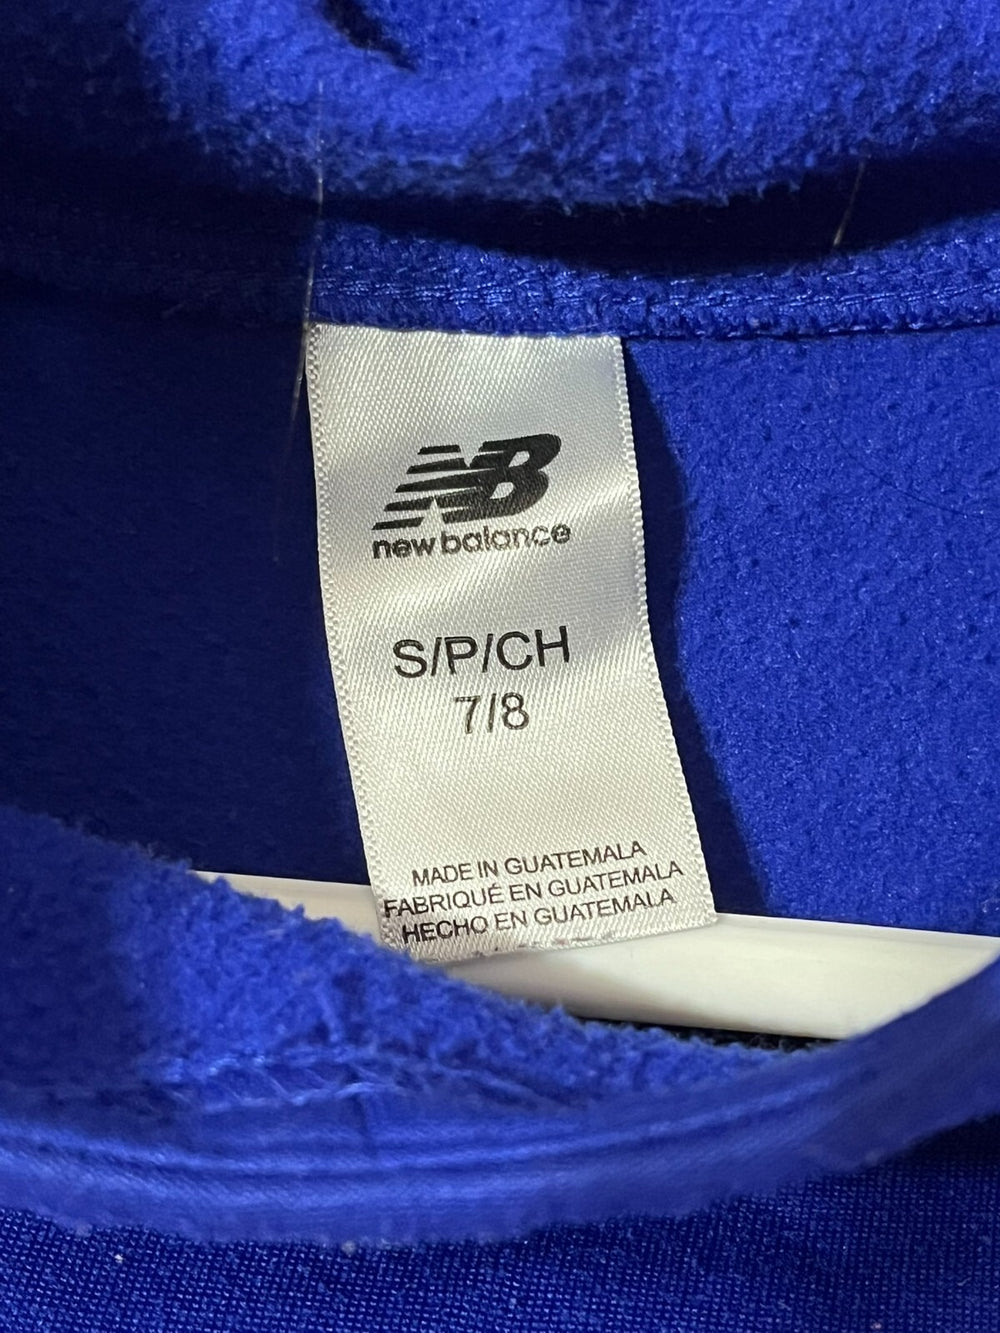 NB
new balance
S/P/CH
7/8
MADE IN GUATEMALA
FABRIQUÉ EN GUATEMALA
HECHO EN GUATEMALA